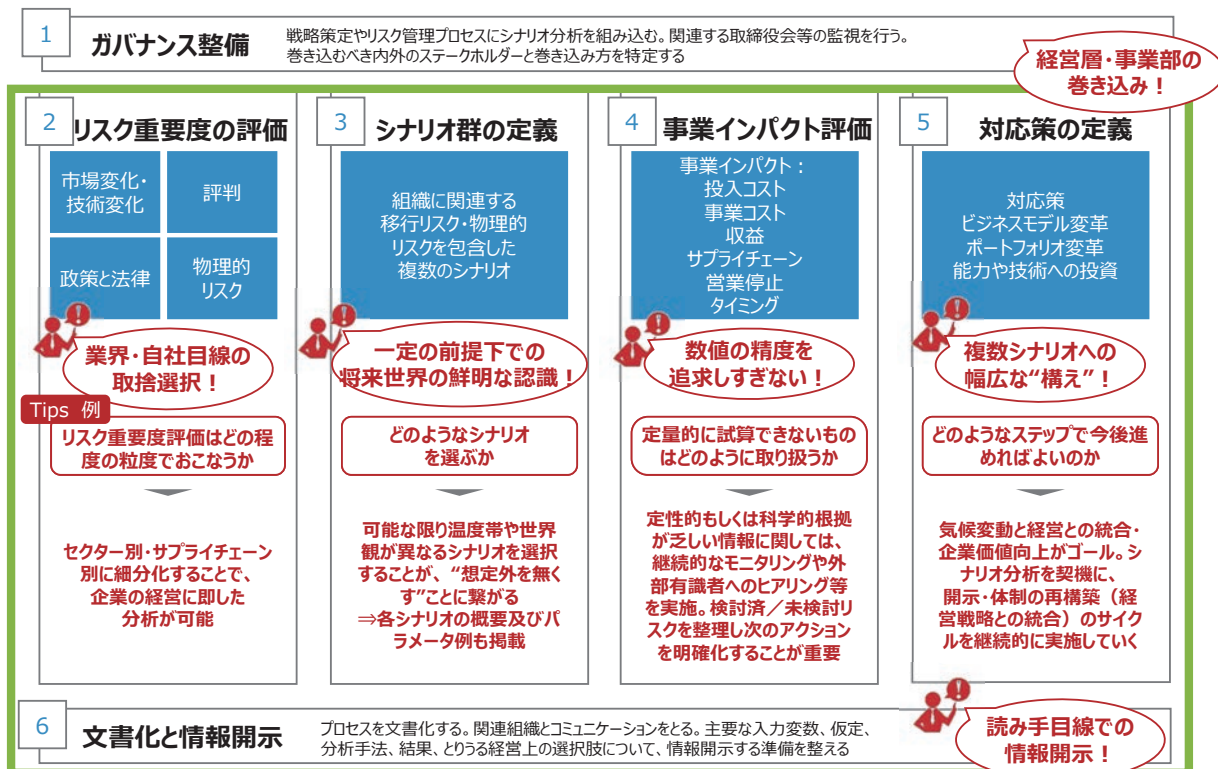 1
ガバナンス整備
戦略策定やリスク管理プロセスにシナリオ分析を組み込む。関連する取締役会等の監視を行う。
巻き込むべき内外のステークホルダーと巻き込み方を特定する
経営層・事業部の
巻き込み！
2
リスク重要度の評価
市場変化・
技術変化
評判
政策と法律
物理的
リスク
業界・自社目線の
取捨選択！
Tips 例
リスク重要度評価はどの程
度の粒度でおこなうか
セクター別・サプライチェーン
別に細分化することで、
企業の経営に即した
分析が可能
3
シナリオ群の定義
組織に関連する
移行リスク・物理的
リスクを包含した
複数のシナリオ
一定の前提下での
将来世界の鮮明な認識！
どのようなシナリオ
を選ぶか
可能な限り温度帯や世界
観が異なるシナリオを選択
することが、“想定外を無く
す”ことに繋がる
⇒各シナリオの概要及びパ
ラメータ例も掲載
4
事業インパクト評価
事業インパクト：
投入コスト
事業コスト
収益
サプライチェーン
営業停止
タイミング
数値の精度を
追求しすぎない！
定量的に試算できないもの
はどのように取り扱うか
定性的もしくは科学的根拠
が乏しい情報に関しては、
継続的なモニタリングや外
部有識者へのヒアリング等
を実施。検討済／未検討リ
スクを整理し次のアクション
を明確化することが重要
5
対応策の定義
対応策
ビジネスモデル変革
ポートフォリオ変革
能力や技術への投資
複数シナリオへの
幅広な“構え”！
どのようなステップで今後進
めればよいのか
気候変動と経営との統合・
企業価値向上がゴール。シ
ナリオ分析を契機に、
開示・体制の再構築（経
営戦略との統合）のサイク
ルを継続的に実施していく
6
文書化と情報開示
プロセスを文書化する。関連組織とコミュニケーションをとる。主要な入力変数、仮定、
分析手法、結果、とりうる経営上の選択肢について、情報開示する準備を整える
読み手目線での
情報開示！